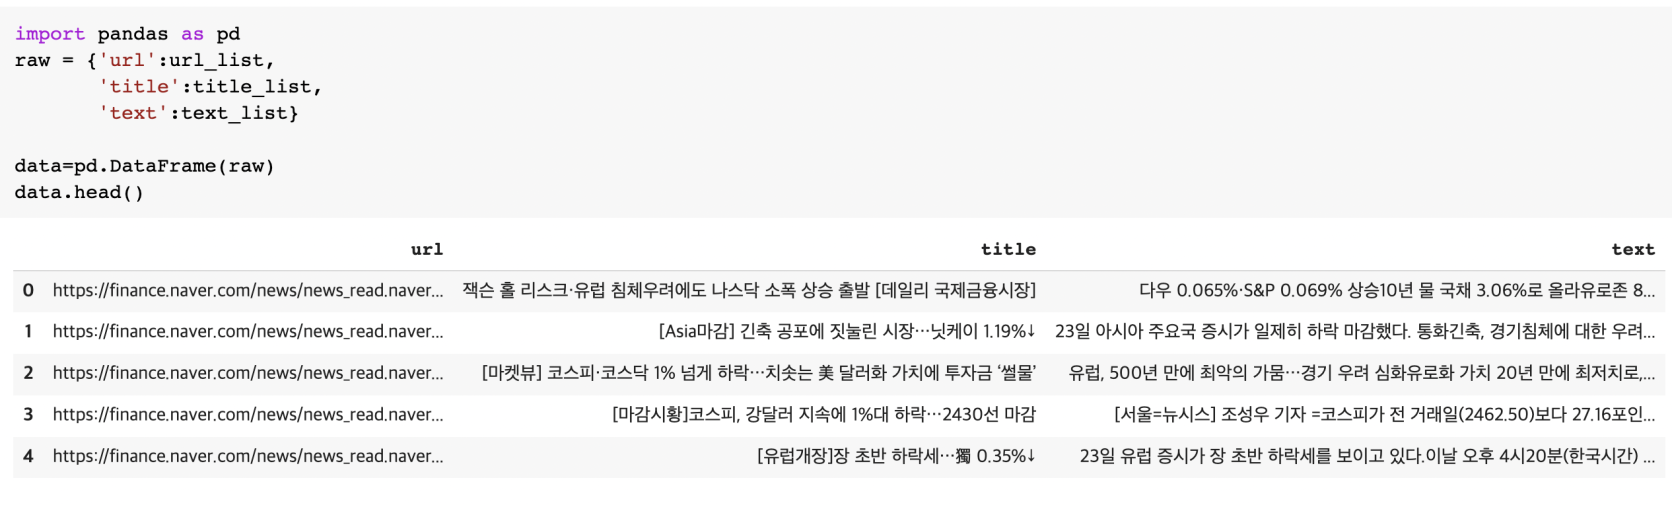 import pandas as pd
raw = {'url':url_list,
'title':title_list,
'text':text_list}
data=pd.DataFrame(raw)
data.head()
url title text
0 https://finance.naver.com/news/news_read.naver... 잭슨 홀 리스크·유럽 침체우려에도 나스닥 소폭 상승 출발 [데일리 국제금융시장] 다우 0.065%·S&P 0.069% 상승10년 물 국채 3.06%로 올라유로존 8...
1 https://finance.naver.com/news/news_read.naver... [Asia마감] 긴축 공포에 짓눌린 시장…닛케이 1.19%↓ 23일 아시아 주요국 증시가 일제히 하락 마감했다. 통화긴축, 경기침체에 대한 우려...
2 https://finance.naver.com/news/news_read.naver... [마켓뷰] 코스피·코스닥 1% 넘게 하락…치솟는 美 달러화 가치에 투자금 ‘썰물’ 유럽, 500년 만에 최악의 가뭄…경기 우려 심화유로화 가치 20년 만에 최저치로,...
3 https://finance.naver.com/news/news_read.naver... [마감시황]코스피, 강달러 지속에 1%대 하락…2430선 마감 [서울=뉴시스] 조성우 기자 =코스피가 전 거래일(2462.50)보다 27.16포인...
4 https://finance.naver.com/news/news_read.naver... [유럽개장]장 초반 하락세…獨 0.35%↓ 23일 유럽 증시가 장 초반 하락세를 보이고 있다.이날 오후 4시20분(한국시간) ...